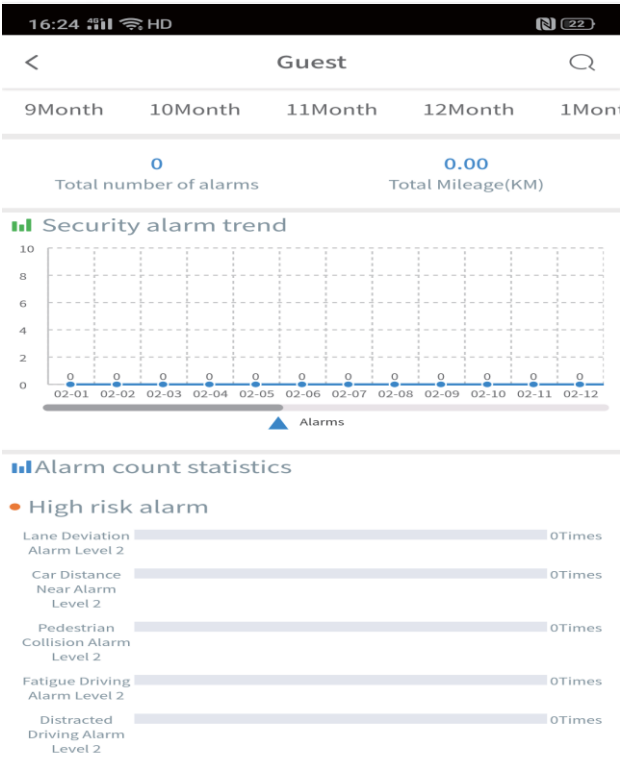 16:24 4G HD N 22
Guest
9Month 10Month 11Month 12Month 1Mont
0 0.00
Total number of alarms Total Mileage(KM)
Security alarm trend
10
8
6
4
2
0 0 0 0 0 0 0 0 0 0 0 0
0
02-01 02-02 02-03 02-04 02-05 02-06 02-07 02-08 02-09 02-10 02-11 02-12
Alarms
Alarm count statistics
High risk alarm
Lane Deviation 0Times
Alarm Level 2
Car Distance 0Times
Near Alarm
Level 2
Pedestrian 0Times
Collision Alarm
Level 2
Fatigue Driving 0Times
Alarm Level 2
Distracted 0Times
Driving Alarm
Level 2